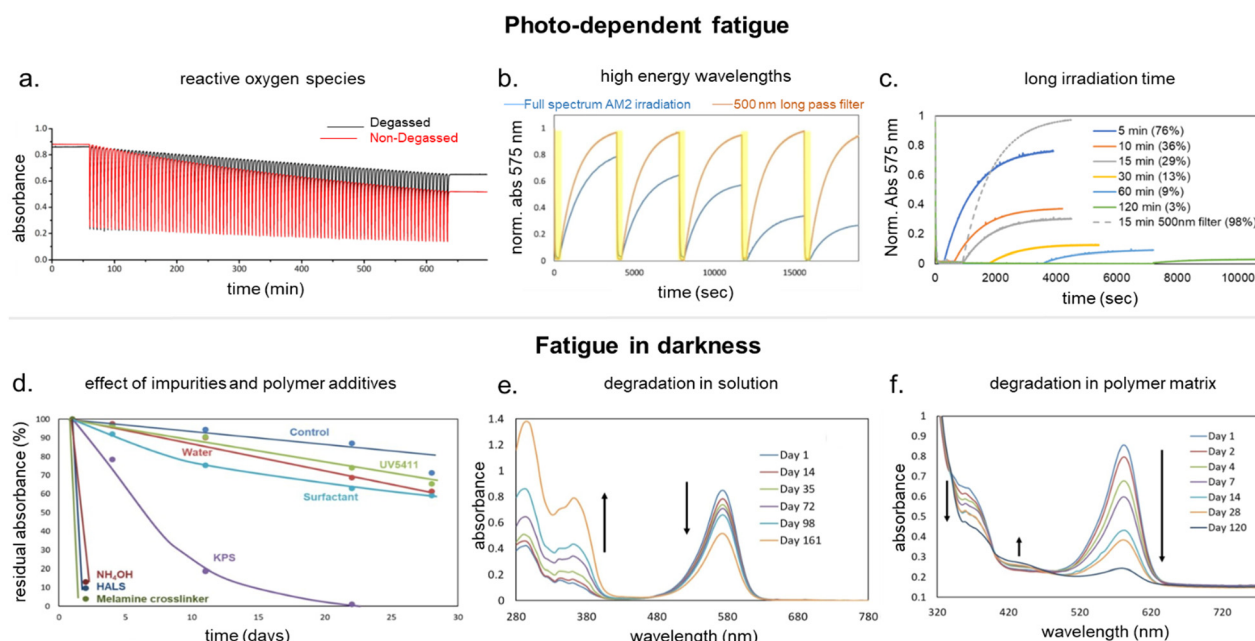 Photo-dependent fatigue
a.
reactive oxygen species
Degassed
Non-Degassed
1.0
0.8
0.6
0.4
0.2
0.0
absorbance
0
100
200
300
400
500
600
time (min)
b.
high energy wavelengths
Full spectrum AM2 irradiation
500 nm long pass filter
1
0.8
0.6
0.4
0.2
0
norm. abs 575 nm
0
5000
10000
15000
time (sec)
c.
long irradiation time
1
0.8
0.6
0.4
0.2
0
Norm. Abs 575 nm
5 min (76%)
10 min (36%)
15 min (29%)
30 min (13%)
60 min (9%)
120 min (3%)
15 min 500nm filter (98%)
0
2000
4000
6000
8000
10000
time (sec)
Fatigue in darkness
d.
effect of impurities and polymer additives
100
90
80
70
60
50
40
30
20
10
0
residual absorbance (%)
Control
Water
UV5411
Surfactant
KPS
NH₄OH
HALS
Melamine crosslinker
0
5
10
15
20
25
30
time (days)
e.
degradation in solution
1.4
1.2
1
0.8
0.6
0.4
0.2
0
absorbance
Day 1
Day 14
Day 35
Day 72
Day 98
Day 161
280
380
480
580
680
780
wavelength (nm)
f.
degradation in polymer matrix
1
0.9
0.8
0.7
0.6
0.5
0.4
0.3
0.2
0.1
absorbance
Day 1
Day 2
Day 4
Day 7
Day 14
Day 28
Day 120
320
420
520
620
720
wavelength (nm)